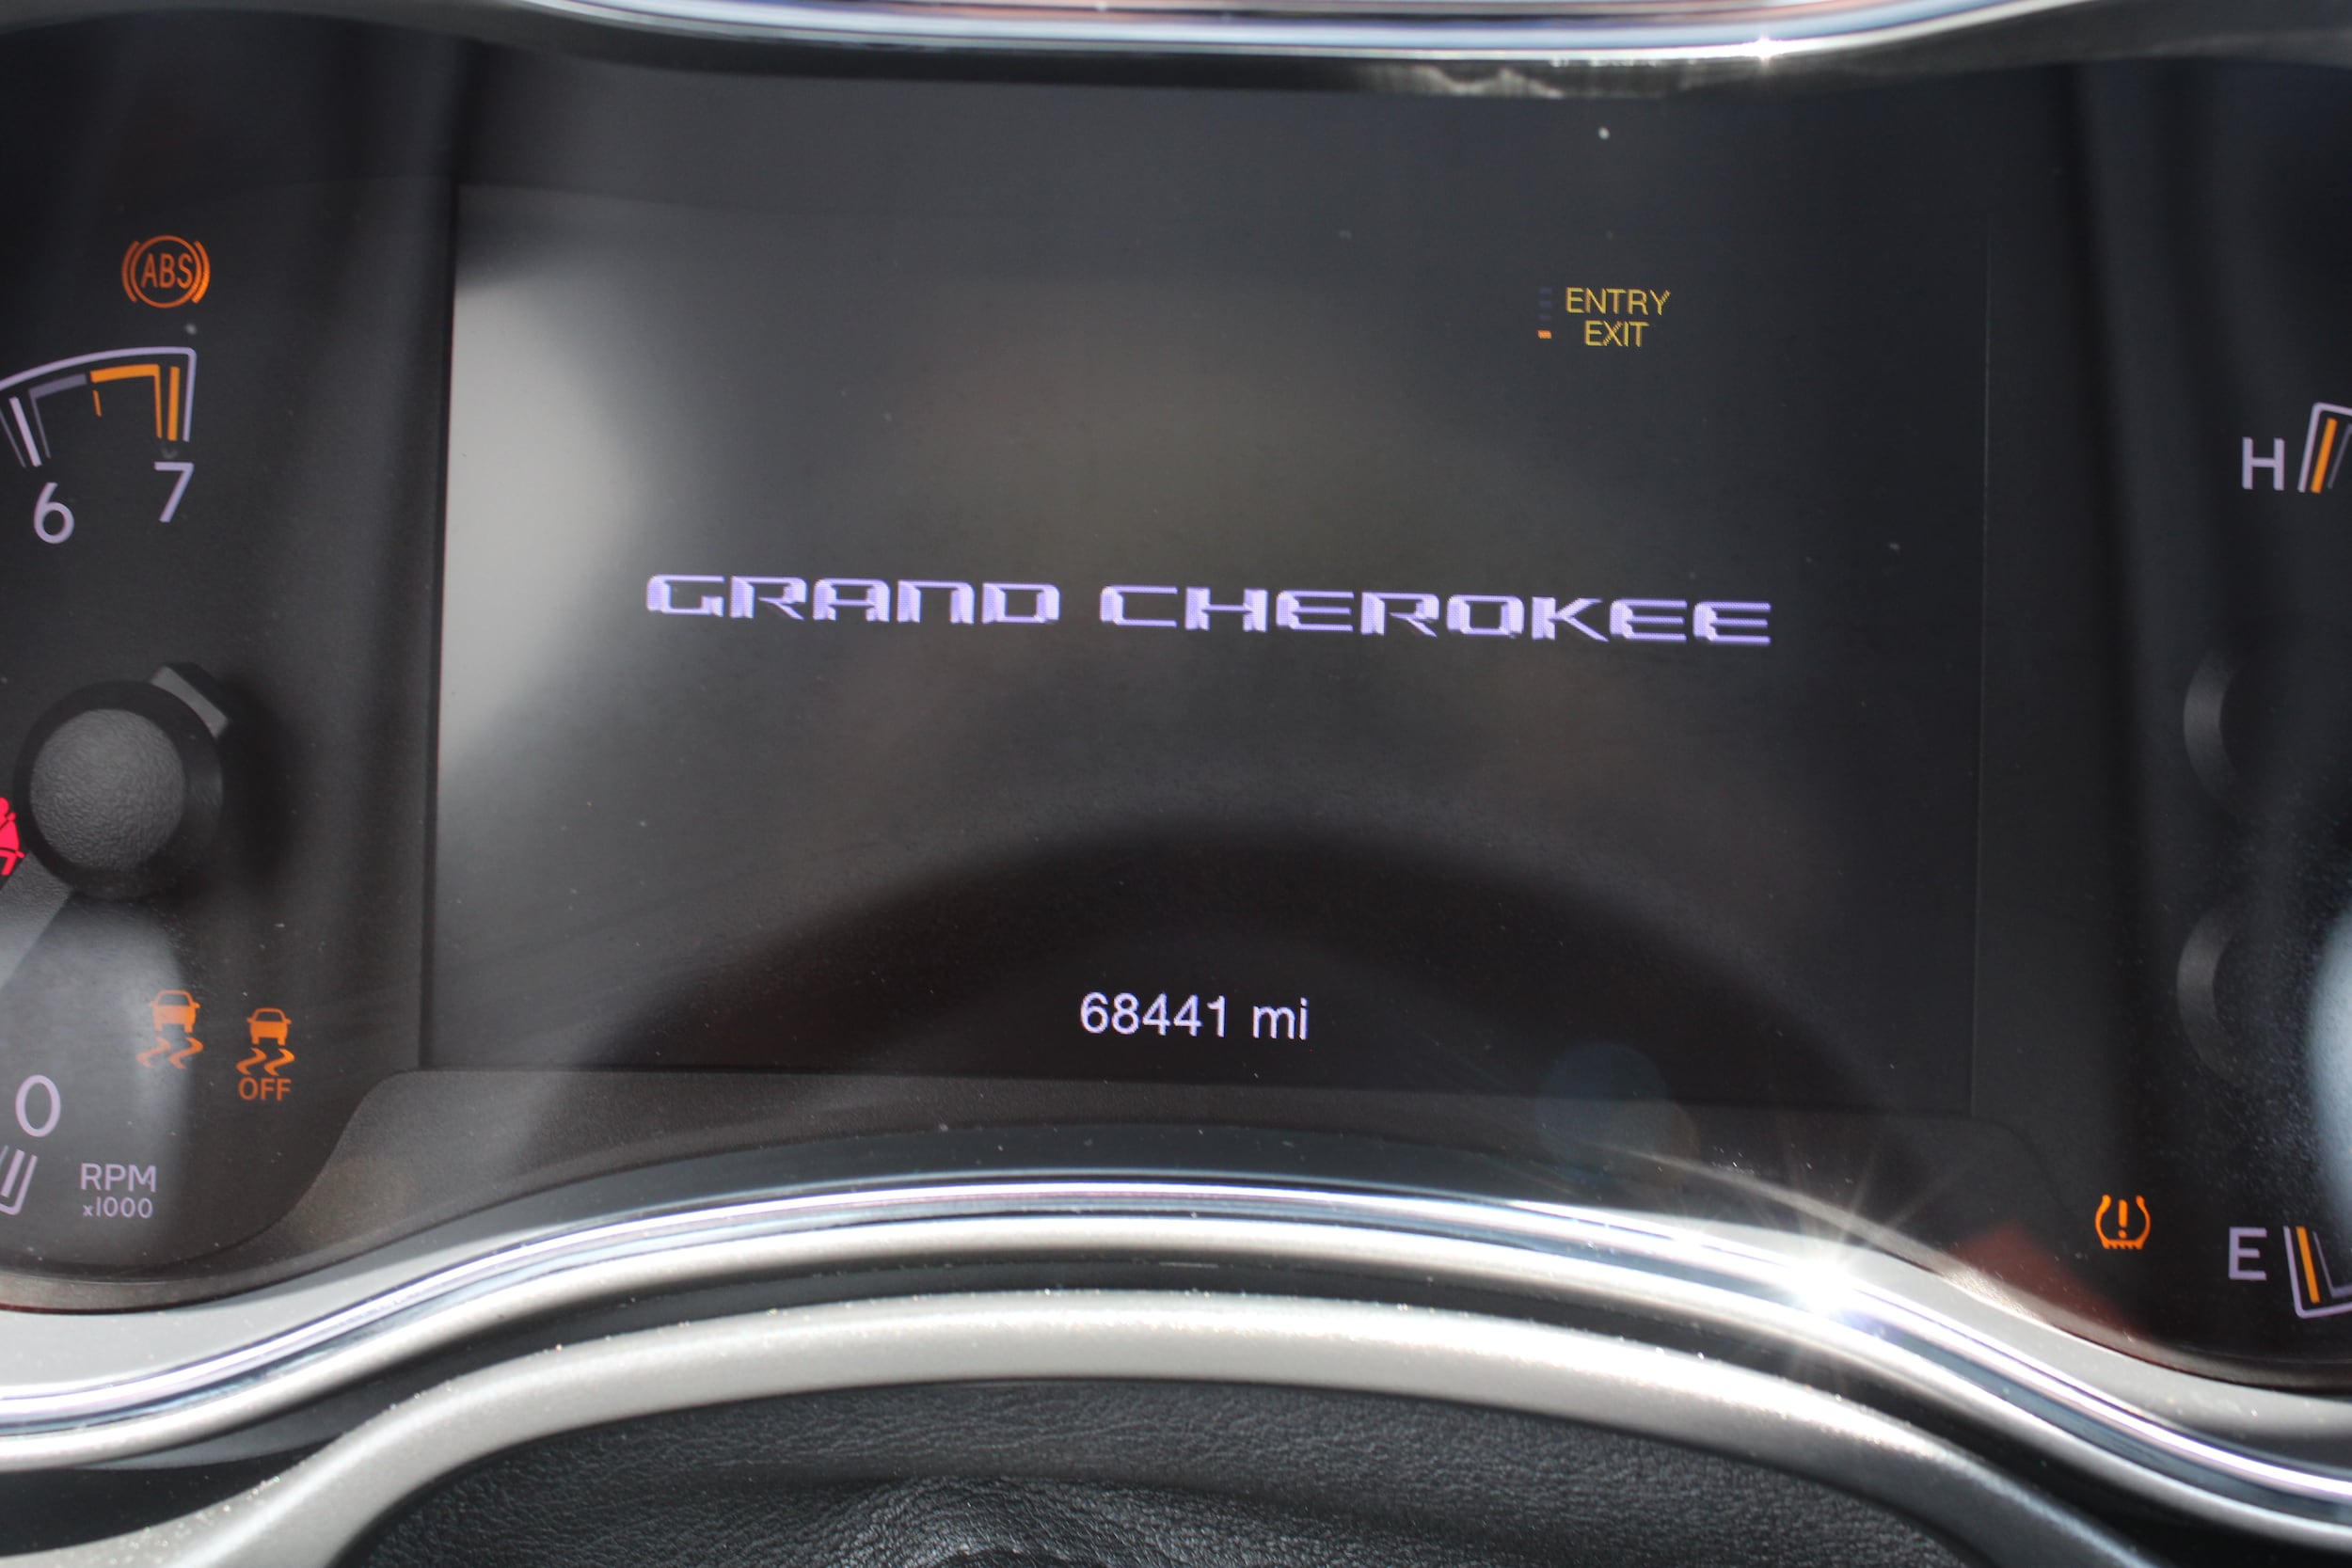 ABS
ENTRY
EXIT
6 7
H
GRAND CHEROKEE
68441 mi
OFF
0
RPM
x1000
E